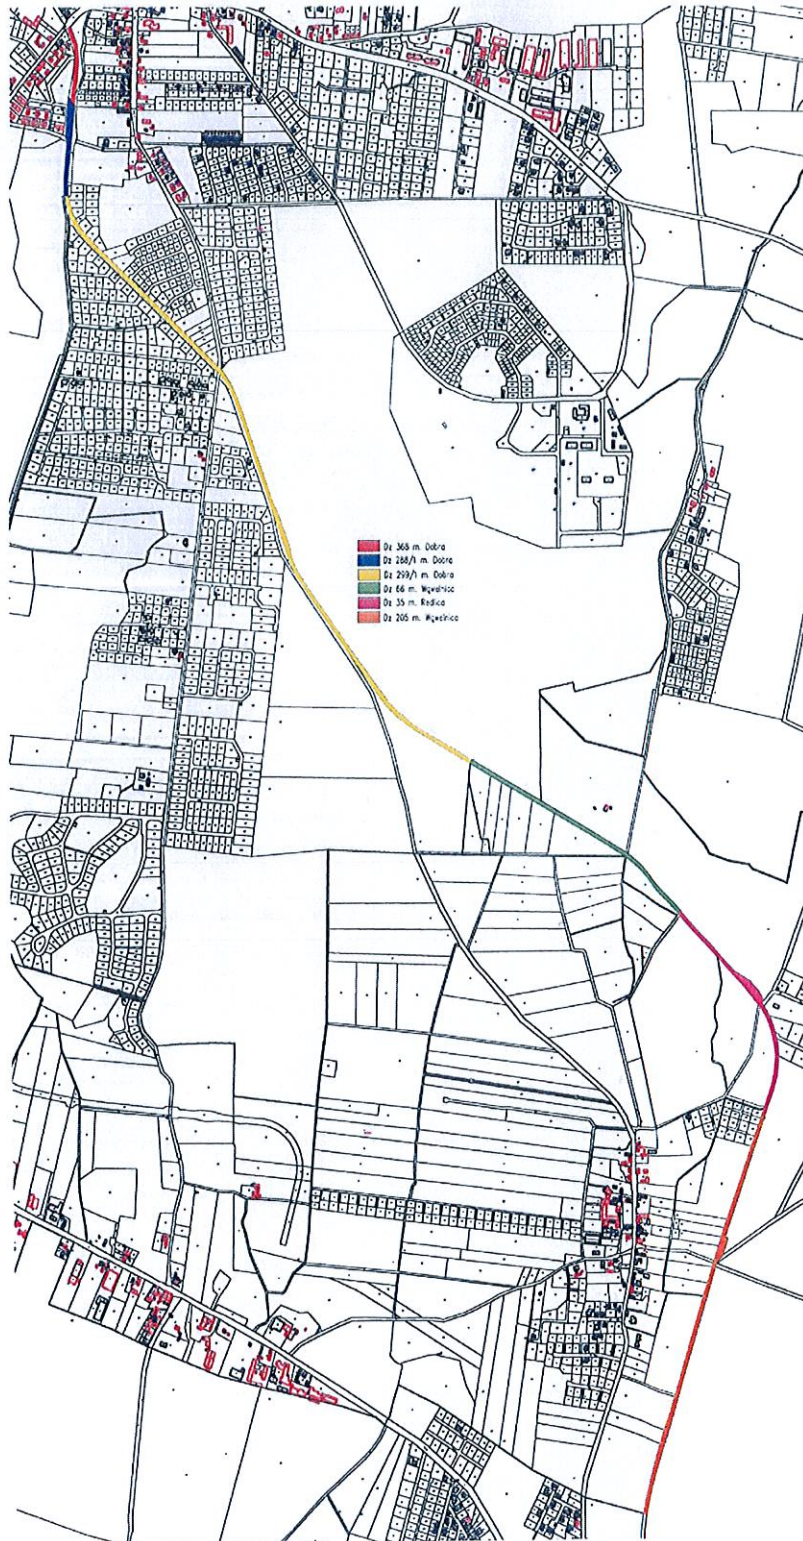 Dz 368 m. Dobra
Dz 288/1 m. Dobra
Dz 299/1 m. Dobra
Dz 66 m. Wąwelnica
Dz 35 m. Redlica
Dz 205 m. Wąwelnica